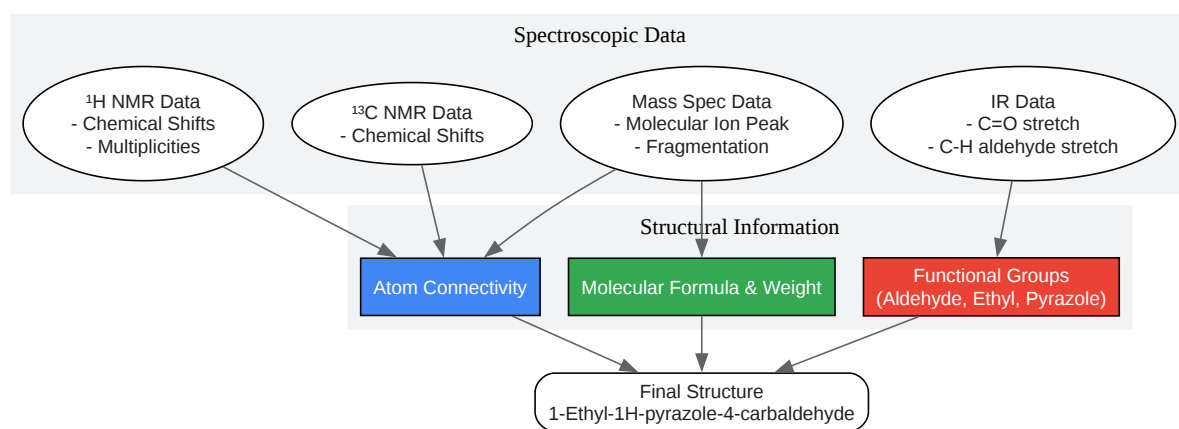 Spectroscopic Data
¹H NMR Data
- Chemical Shifts
- Multiplicities
¹³C NMR Data
- Chemical Shifts
Mass Spec Data
- Molecular Ion Peak
- Fragmentation
IR Data
- C=O stretch
- C-H aldehyde stretch
Structural Information
Atom Connectivity
Molecular Formula & Weight
Functional Groups
(Aldehyde, Ethyl, Pyrazole)
Final Structure
1-Ethyl-1H-pyrazole-4-carbaldehyde